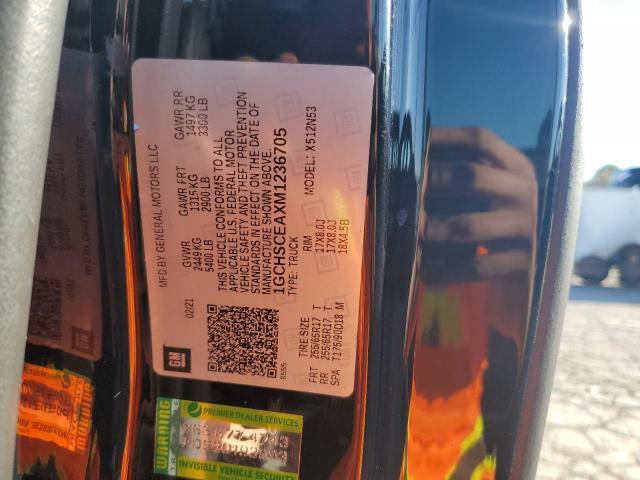 MFD BY GENERAL MOTORS LLC
02/21
GVWR GAWR FRT GAWR RR
2449 KG 1315 KG 1497 KG
5400 LB 2900 LB 3300 LB
THIS VEHICLE CONFORMS TO ALL
APPLICABLE U.S. FEDERAL MOTOR
VEHICLE SAFETY AND THEFT PREVENTION
STANDARDS IN EFFECT ON THE DATE OF
MANUFACTURE SHOWN ABOVE.
1GCHSCEAXM1236705
TYPE: TRUCK MODEL: X512N53
GM
8555
TIRE SIZE RIM
FRT 255/65R17 T 17X8.0J
RR 255/65R17 T 17X8.0J
SPA T175/90D18 M 18X4.5B
WARNING
PREMIER DEALER SERVICES
INVISIBLE VEHICLE SECURITY